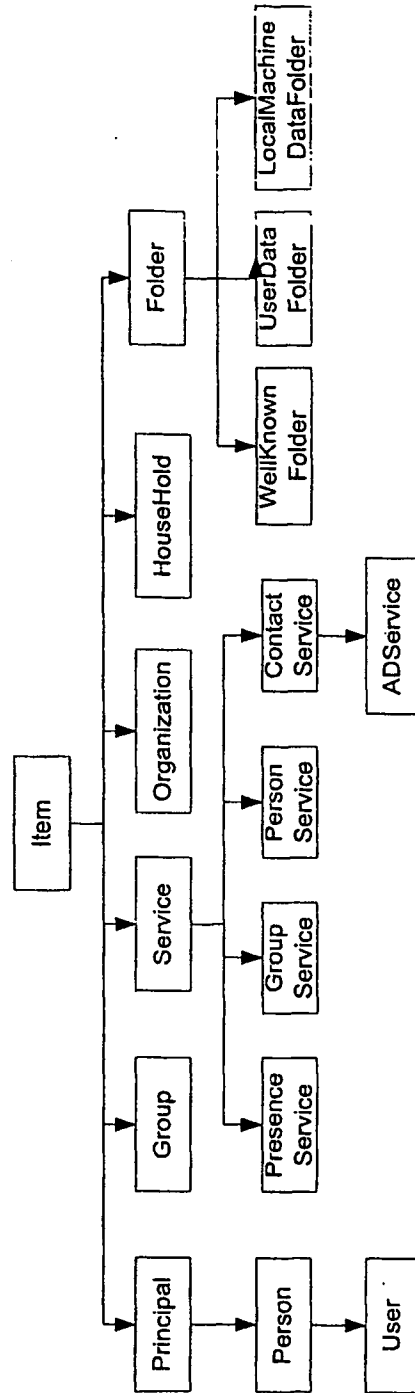 Item
Principal
Group
Service
Organization
HouseHold
Folder
Person
Presence
Service
Group
Service
Person
Service
Contact
Service
WellKnown
Folder
UserData
Folder
LocalMachine
DataFolder
User
ADService